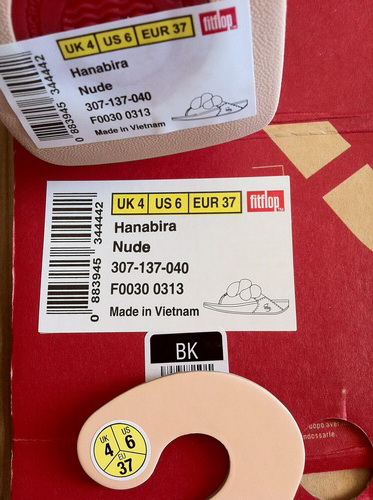 UK 4 US 6 EUR 37 fitflop
Hanabira
Nude
307-137-040
F0030 0313
Made in Vietnam
0 883945 344442
UK 4 US 6 EUR 37 fitflop
Hanabira
Nude
307-137-040
F0030 0313
Made in Vietnam
0 883945 344442
BK
UK 4
US 6
EU 37